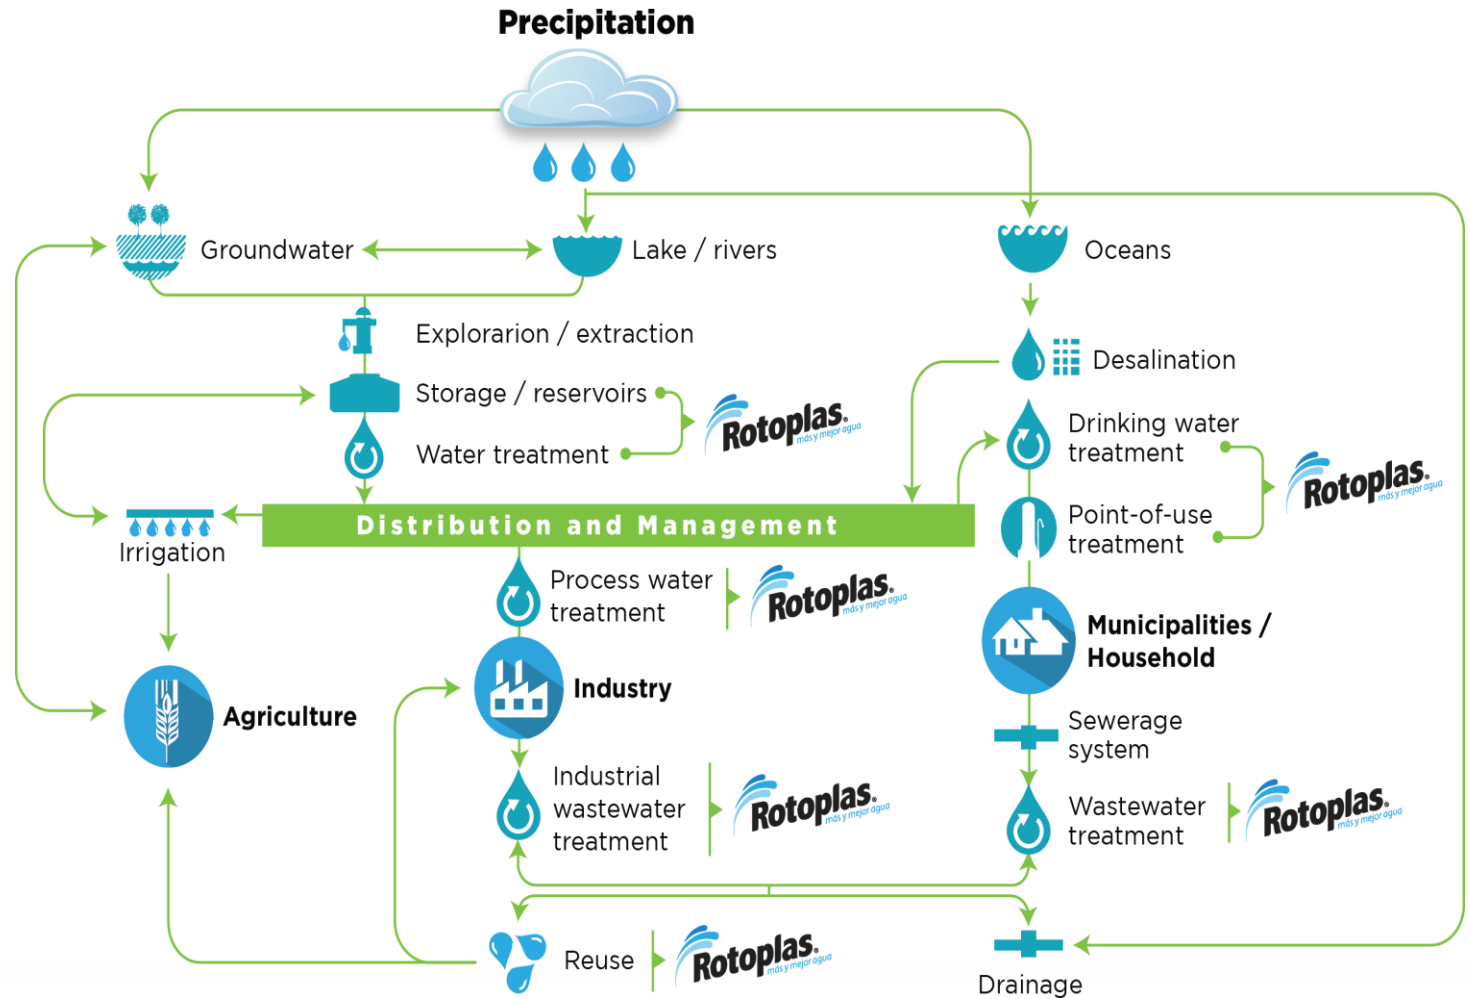 Precipitation
Groundwater
Lake / rivers
Oceans
Explorarion / extraction
Desalination
Storage / reservoirs
Rotoplas®
más y mejor agua
Water treatment
Drinking water
treatment
Rotoplas®
más y mejor agua
Point-of-use
treatment
Distribution and Management
Irrigation
Process water
treatment
Rotoplas®
más y mejor agua
Municipalities /
Household
Industry
Agriculture
Sewerage
system
Industrial
wastewater
treatment
Rotoplas®
más y mejor agua
Wastewater
treatment
Rotoplas®
más y mejor agua
Reuse
Rotoplas®
más y mejor agua
Drainage